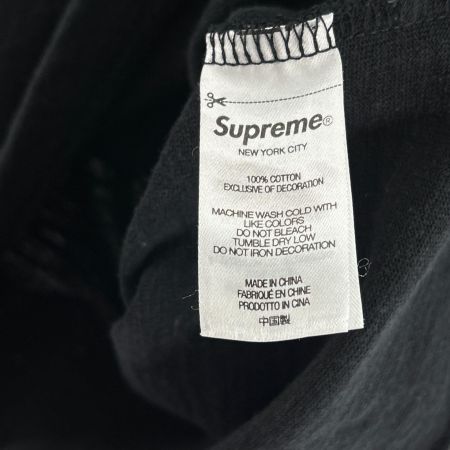 Supreme®
NEW YORK CITY
100% COTTON
EXCLUSIVE OF DECORATION
MACHINE WASH COLD WITH
LIKE COLORS
DO NOT BLEACH
TUMBLE DRY LOW
DO NOT IRON DECORATION
MADE IN CHINA
FABRIQUÉ EN CHINE
PRODOTTO IN CINA
中国製